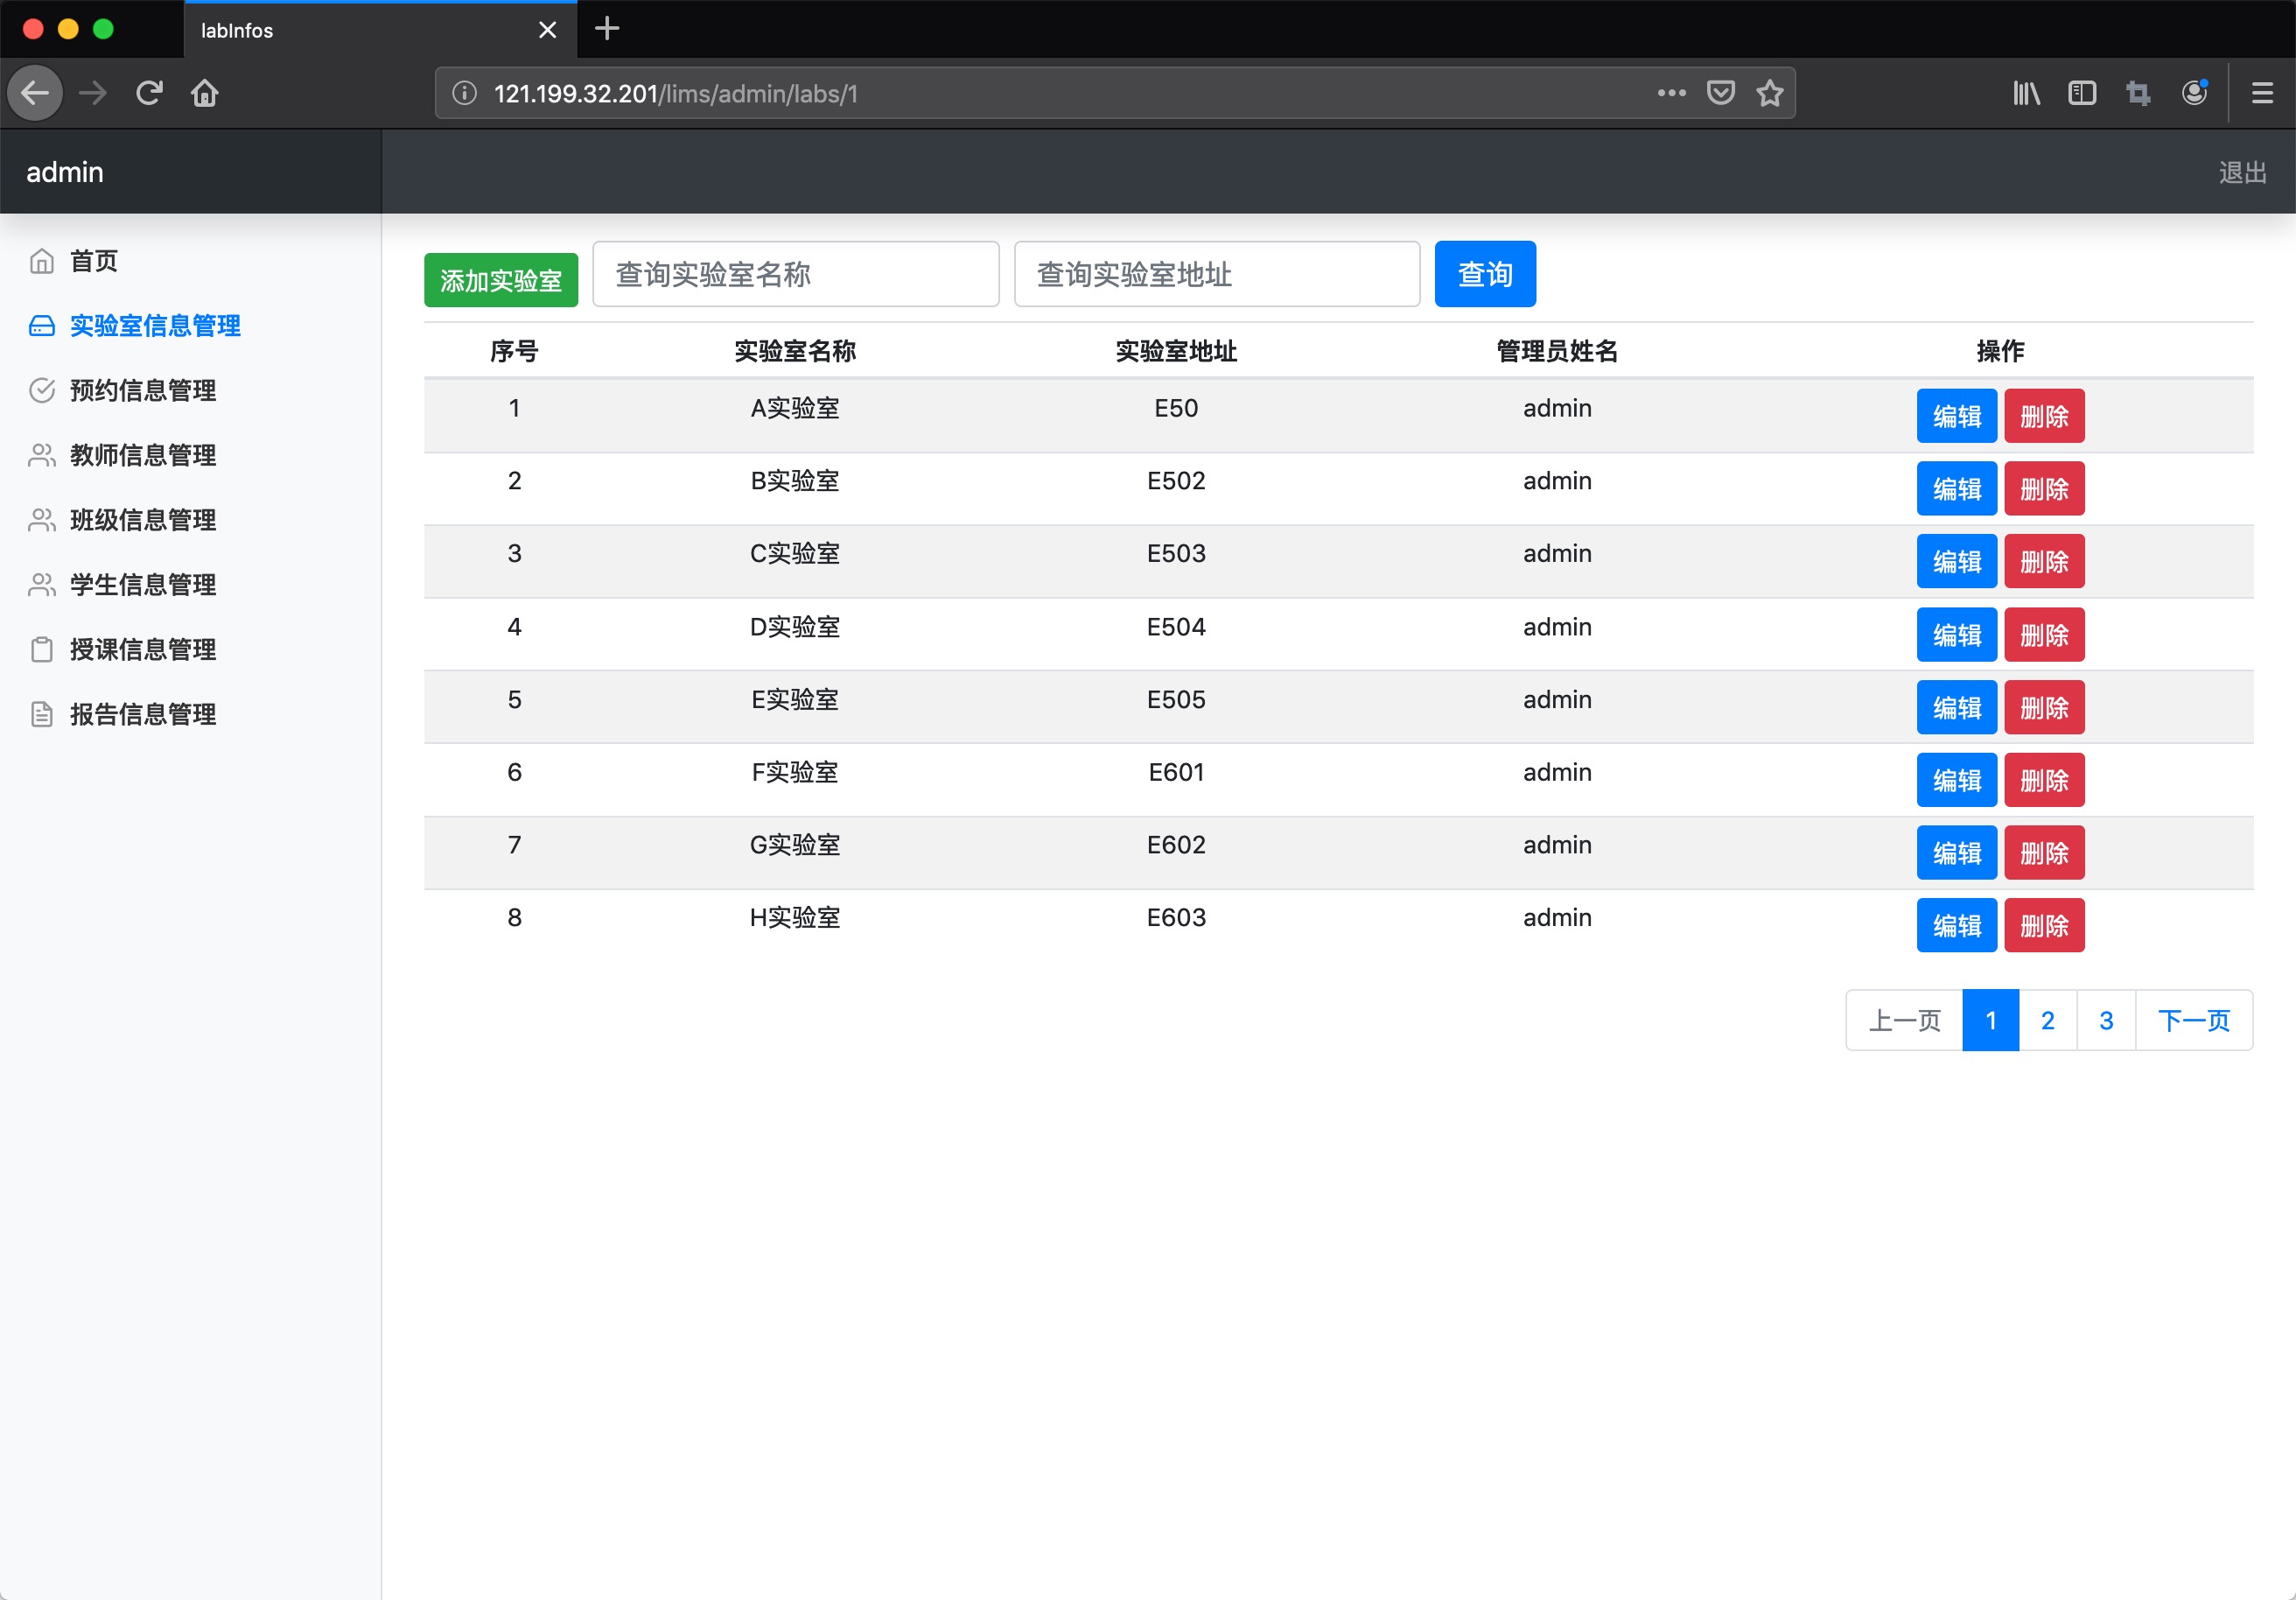 labInfos
121.199.32.201/lims/admin/labs/1
admin
退出
首页
实验室信息管理
预约信息管理
教师信息管理
班级信息管理
学生信息管理
授课信息管理
报告信息管理
添加实验室 查询实验室名称 查询实验室地址 查询
序号 实验室名称 实验室地址 管理员姓名 操作
1 A实验室 E50 admin 编辑 删除
2 B实验室 E502 admin 编辑 删除
3 C实验室 E503 admin 编辑 删除
4 D实验室 E504 admin 编辑 删除
5 E实验室 E505 admin 编辑 删除
6 F实验室 E601 admin 编辑 删除
7 G实验室 E602 admin 编辑 删除
8 H实验室 E603 admin 编辑 删除
上一页 1 2 3 下一页